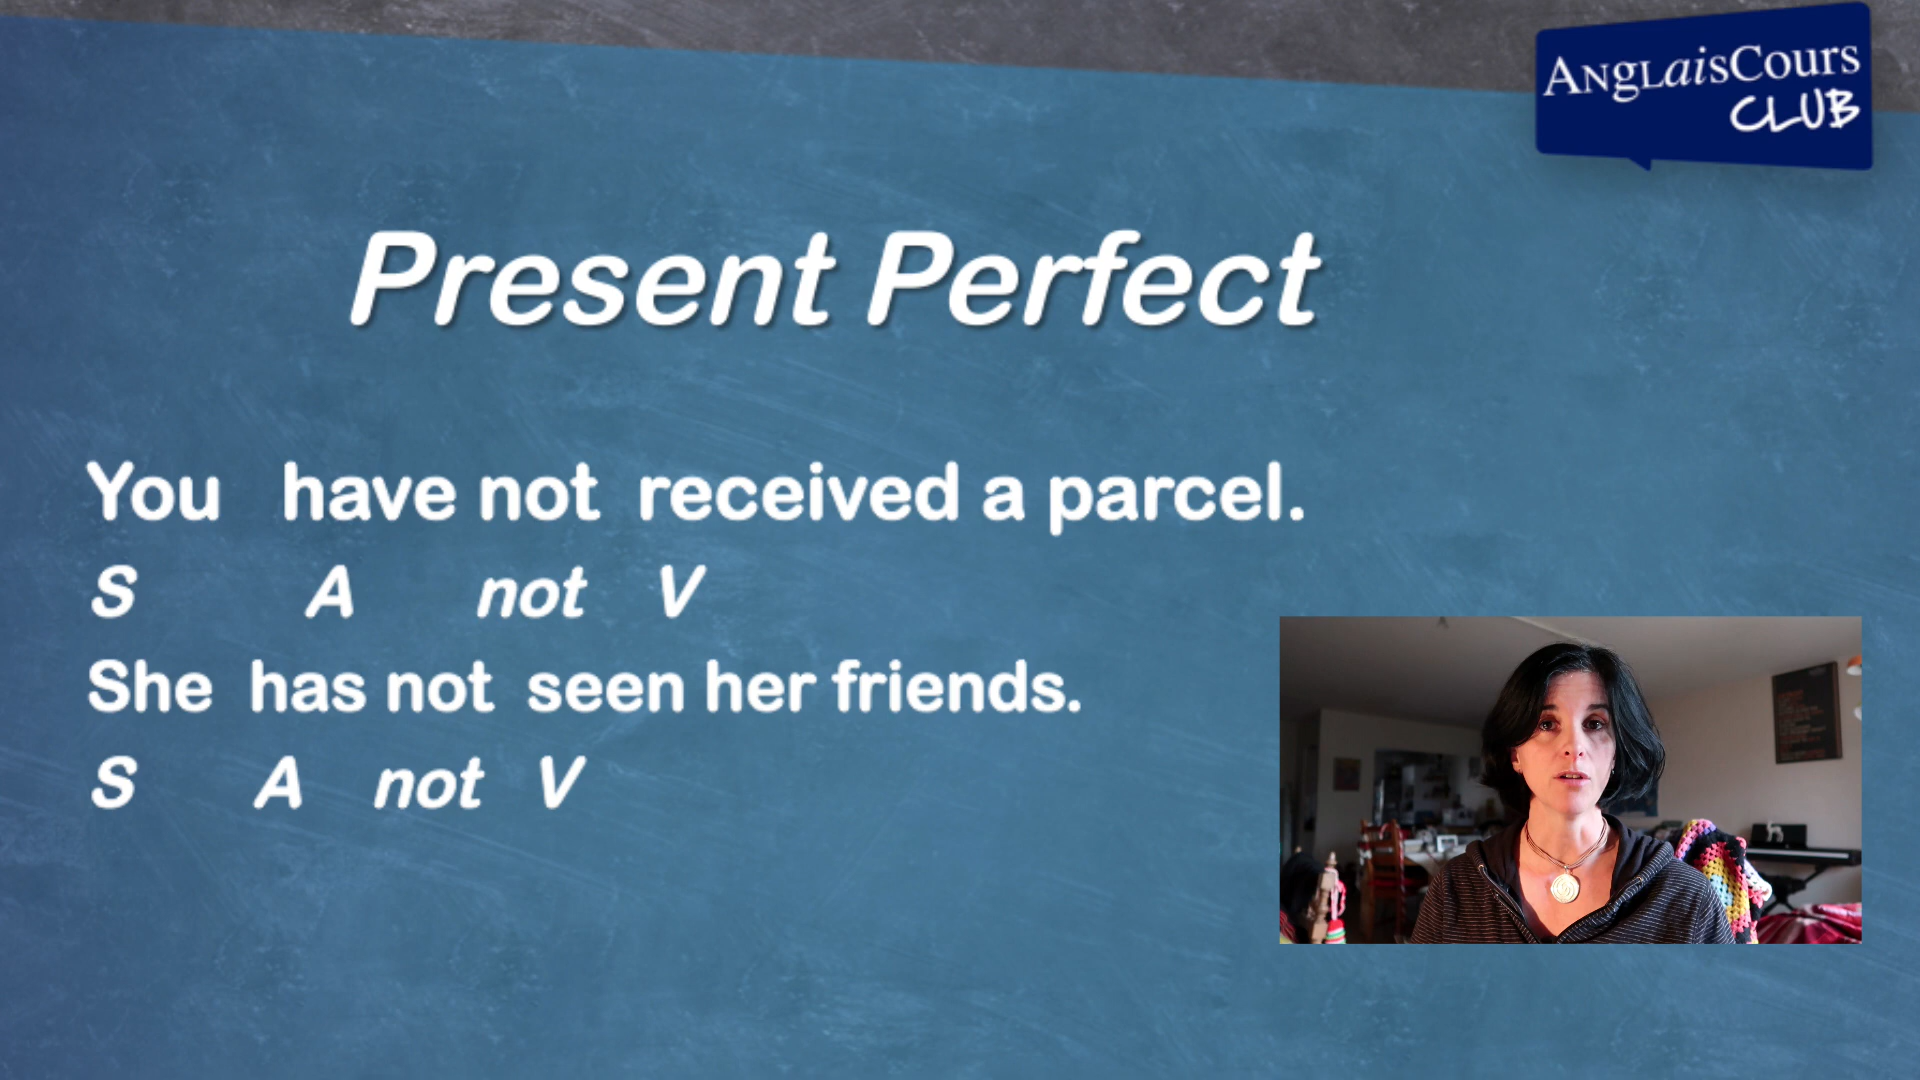 AngLaisCours
CLUB
Present Perfect
You have not received a parcel.
S A not V
She has not seen her friends.
S A not V